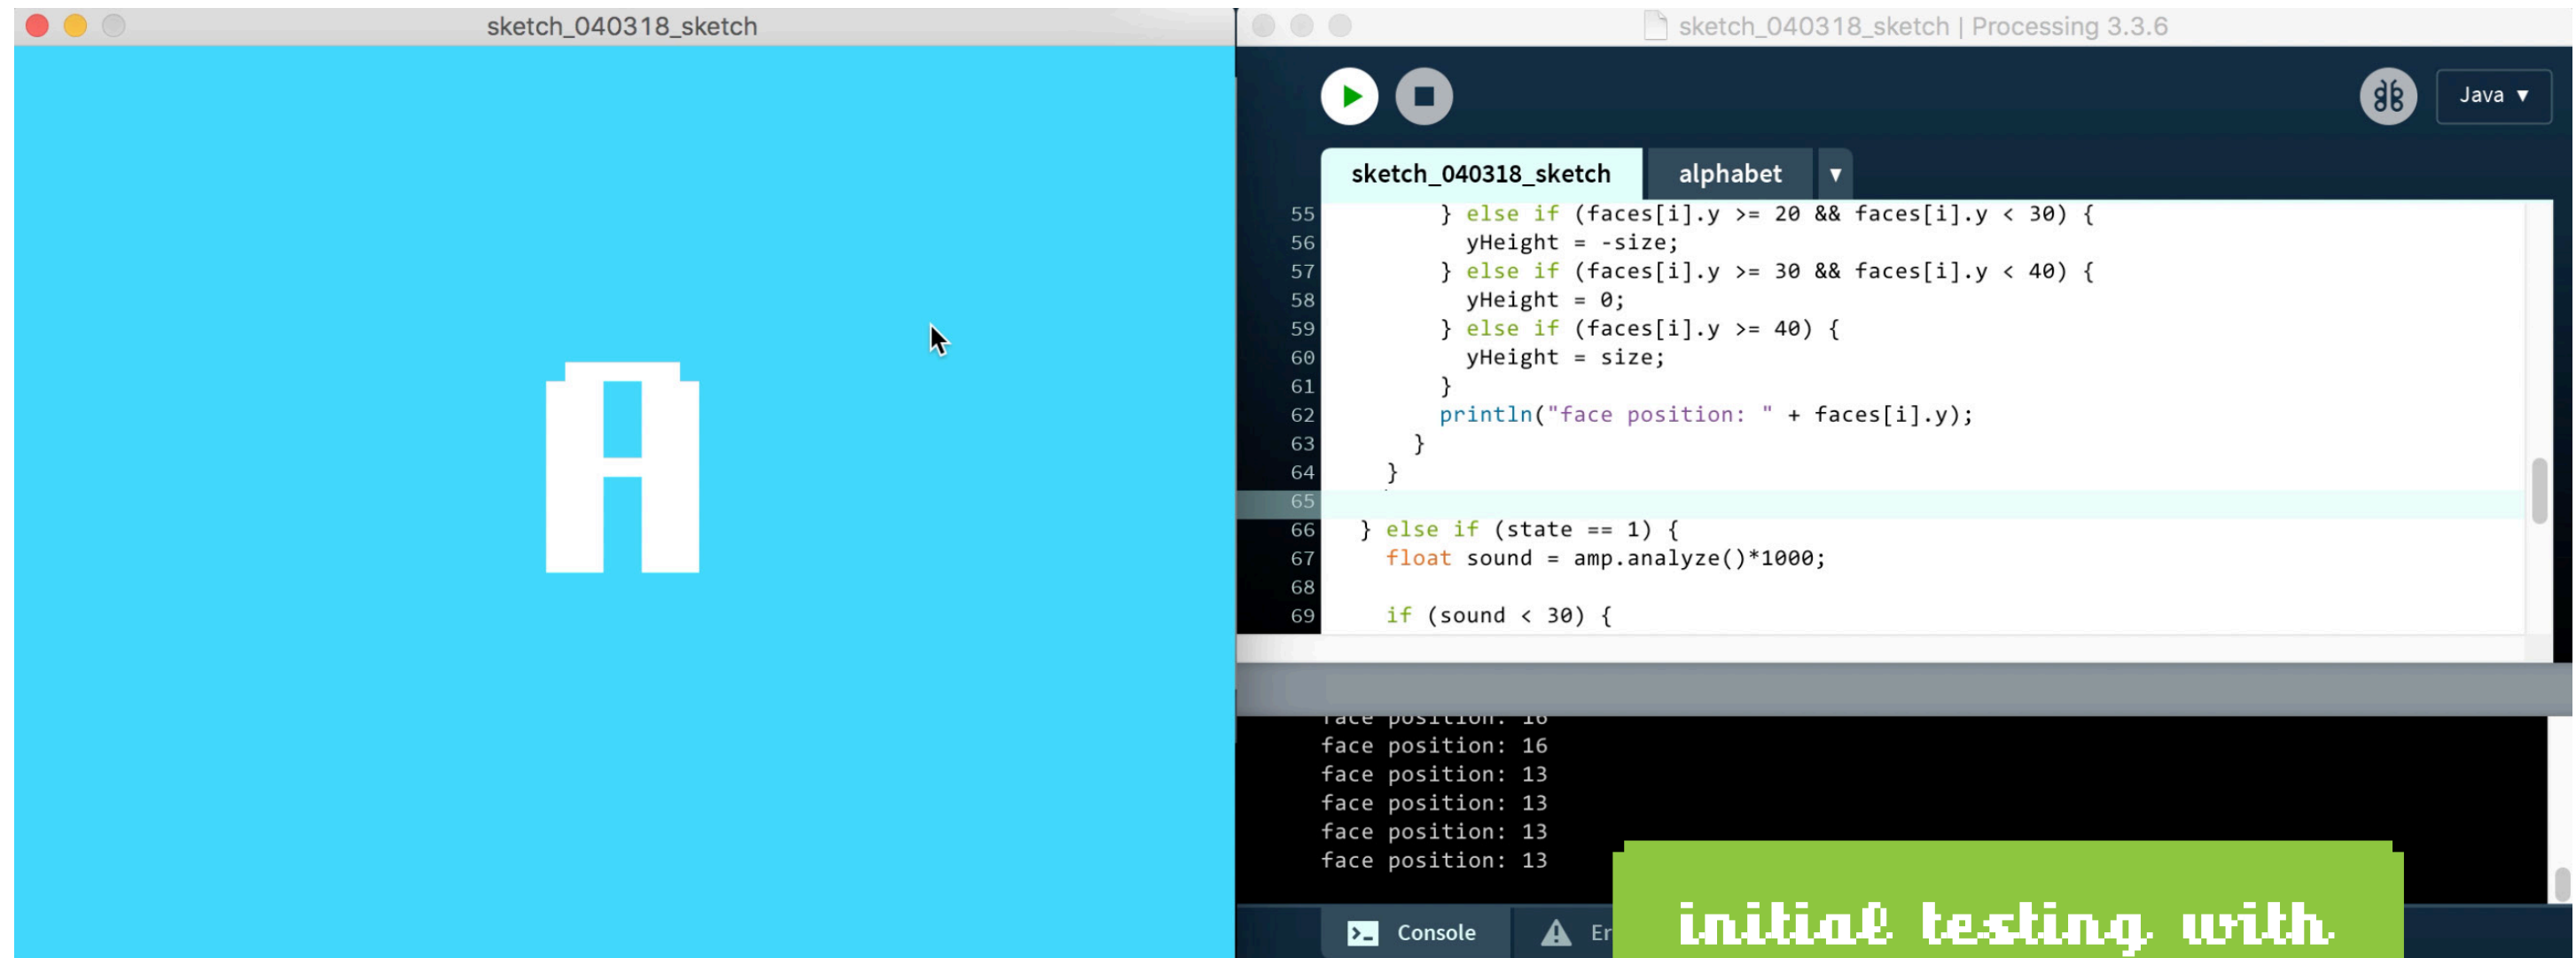 sketch_040318_sketch
A
sketch_040318_sketch | Processing 3.3.6
Java ▼
sketch_040318_sketch
alphabet
▼
55 } else if (faces[i].y >= 20 && faces[i].y < 30) {
56 yHeight = -size;
57 } else if (faces[i].y >= 30 && faces[i].y < 40) {
58 yHeight = 0;
59 } else if (faces[i].y >= 40) {
60 yHeight = size;
61 }
62 println("face position: " + faces[i].y);
63 }
64 }
65
66 } else if (state == 1) {
67 float sound = amp.analyze()*1000;
68
69 if (sound < 30) {
face position: 16
face position: 16
face position: 13
face position: 13
face position: 13
face position: 13
Console
Er
initial testing with